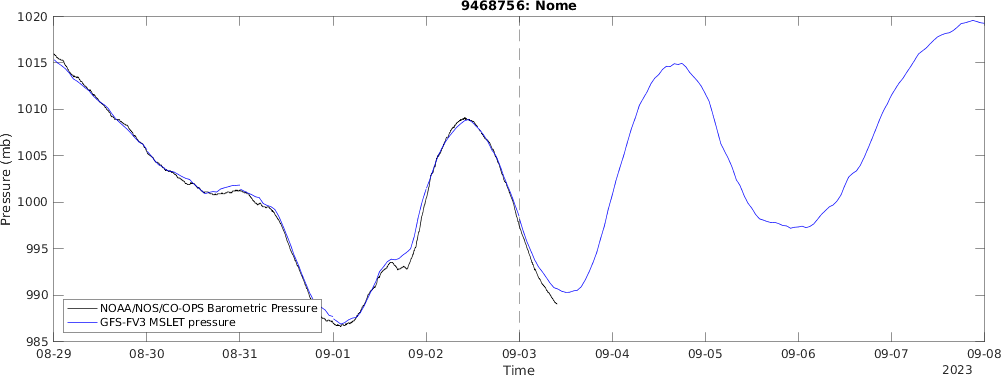 9468756: Nome
Pressure (mb)
1020
1015
1010
1005
1000
995
990
985
NOAA/NOS/CO-OPS Barometric Pressure
GFS-FV3 MSLET pressure
08-29 08-30 08-31 09-01 09-02 09-03 09-04 09-05 09-06 09-07 09-08
Time
2023